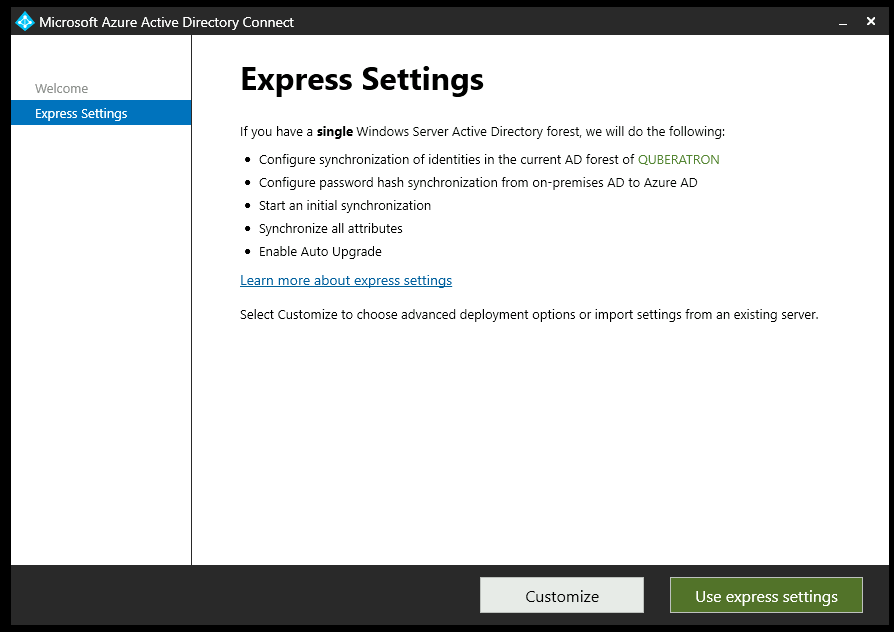 Microsoft Azure Active Directory Connect
Welcome
Express Settings
Express Settings
If you have a single Windows Server Active Directory forest, we will do the following:
• Configure synchronization of identities in the current AD forest of QUBERATRON
• Configure password hash synchronization from on-premises AD to Azure AD
• Start an initial synchronization
• Synchronize all attributes
• Enable Auto Upgrade
Learn more about express settings
Select Customize to choose advanced deployment options or import settings from an existing server.
Customize
Use express settings